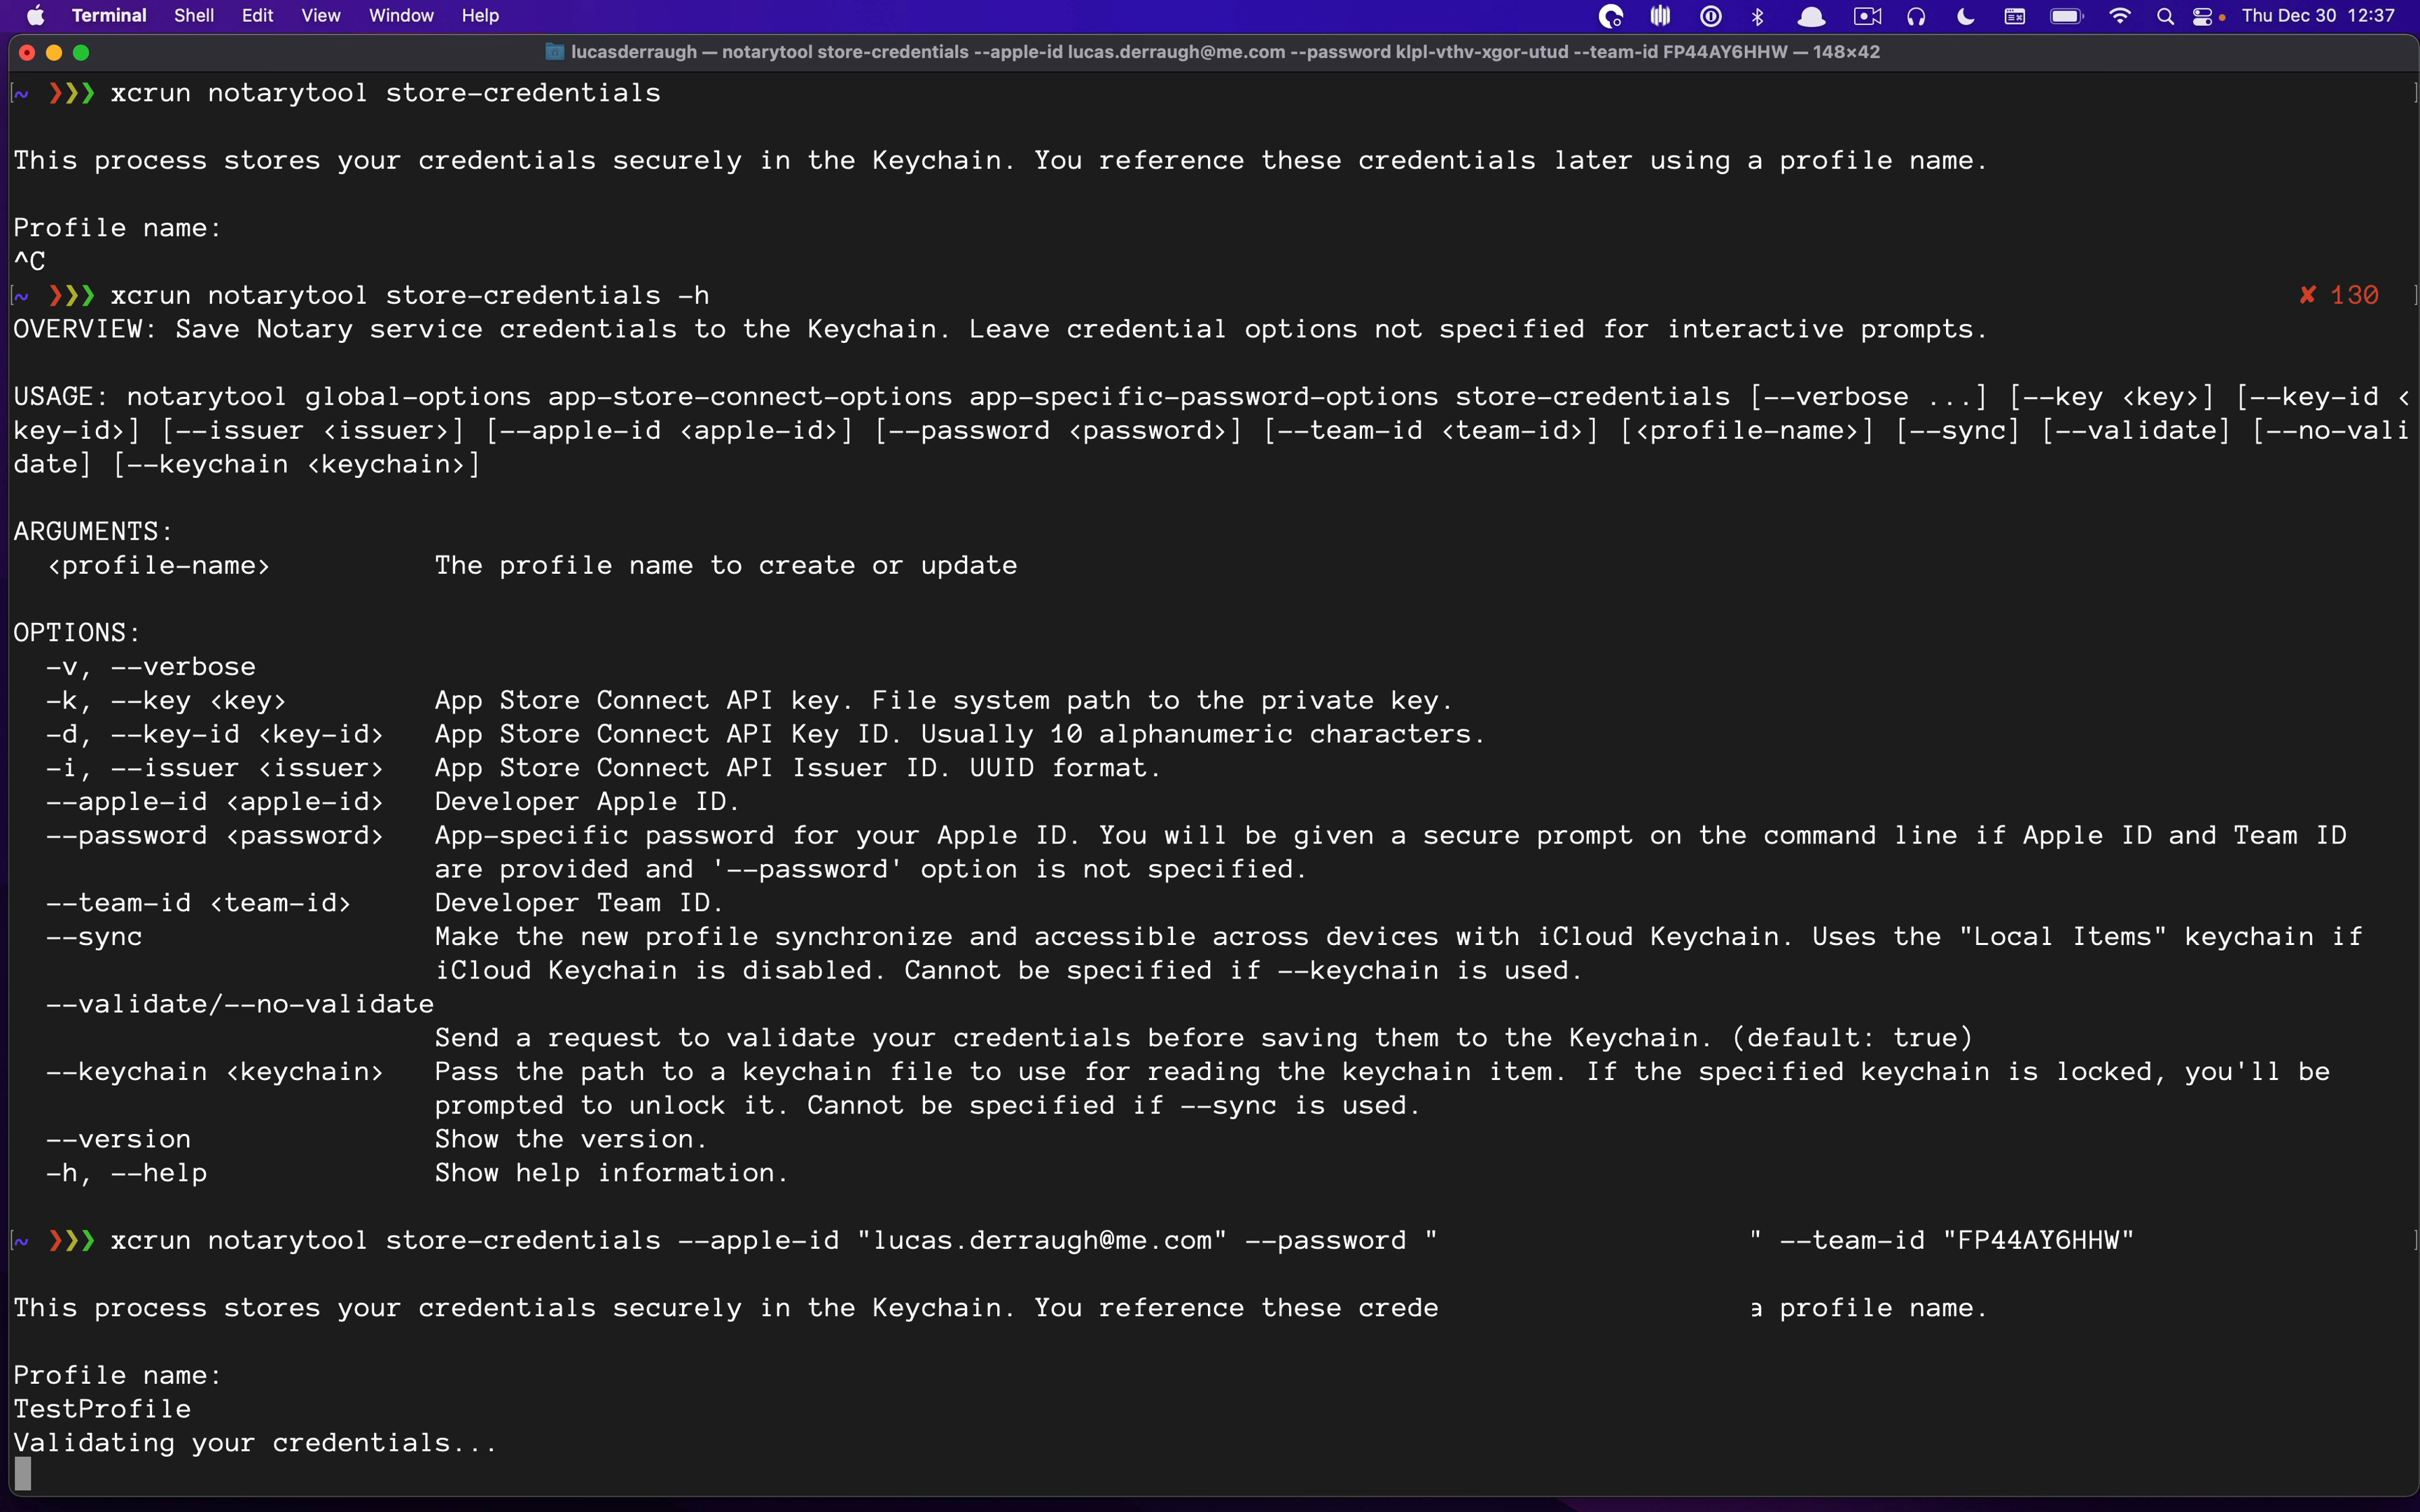 Terminal Shell Edit View Window Help Thu Dec 30 12:37
lucasderraugh — notarytool store-credentials --apple-id lucas.derraugh@me.com --password klpl-vthv-xgor-utud --team-id FP44AY6HHW — 148×42
[~ ❯❯❯ xcrun notarytool store-credentials ]
This process stores your credentials securely in the Keychain. You reference these credentials later using a profile name.
Profile name:
^C
[~ ❯❯❯ xcrun notarytool store-credentials -h ✘ 130 ]
OVERVIEW: Save Notary service credentials to the Keychain. Leave credential options not specified for interactive prompts.
USAGE: notarytool global-options app-store-connect-options app-specific-password-options store-credentials [--verbose ...] [--key <key>] [--key-id <
key-id>] [--issuer <issuer>] [--apple-id <apple-id>] [--password <password>] [--team-id <team-id>] [<profile-name>] [--sync] [--validate] [--no-vali
date] [--keychain <keychain>]
ARGUMENTS:
<profile-name> The profile name to create or update
OPTIONS:
-v, --verbose
-k, --key <key> App Store Connect API key. File system path to the private key.
-d, --key-id <key-id> App Store Connect API Key ID. Usually 10 alphanumeric characters.
-i, --issuer <issuer> App Store Connect API Issuer ID. UUID format.
--apple-id <apple-id> Developer Apple ID.
--password <password> App-specific password for your Apple ID. You will be given a secure prompt on the command line if Apple ID and Team ID
are provided and '--password' option is not specified.
--team-id <team-id> Developer Team ID.
--sync Make the new profile synchronize and accessible across devices with iCloud Keychain. Uses the "Local Items" keychain if
iCloud Keychain is disabled. Cannot be specified if --keychain is used.
--validate/--no-validate
Send a request to validate your credentials before saving them to the Keychain. (default: true)
--keychain <keychain> Pass the path to a keychain file to use for reading the keychain item. If the specified keychain is locked, you'll be
prompted to unlock it. Cannot be specified if --sync is used.
--version Show the version.
-h, --help Show help information.
[~ ❯❯❯ xcrun notarytool store-credentials --apple-id "lucas.derraugh@me.com" --password " " --team-id "FP44AY6HHW" ]
This process stores your credentials securely in the Keychain. You reference these crede a profile name.
Profile name:
TestProfile
Validating your credentials...